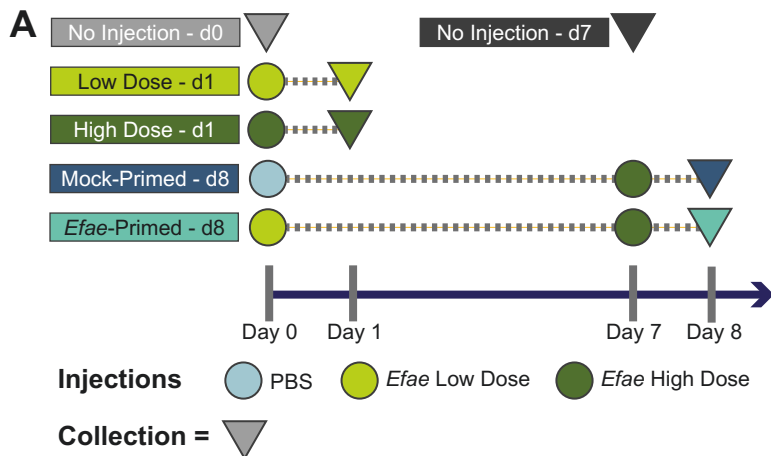 A
No Injection - d0
No Injection - d7
Low Dose - d1
High Dose - d1
Mock-Primed - d8
Efae-Primed - d8
Day 0 Day 1 Day 7 Day 8
Injections PBS Efae Low Dose Efae High Dose
Collection =